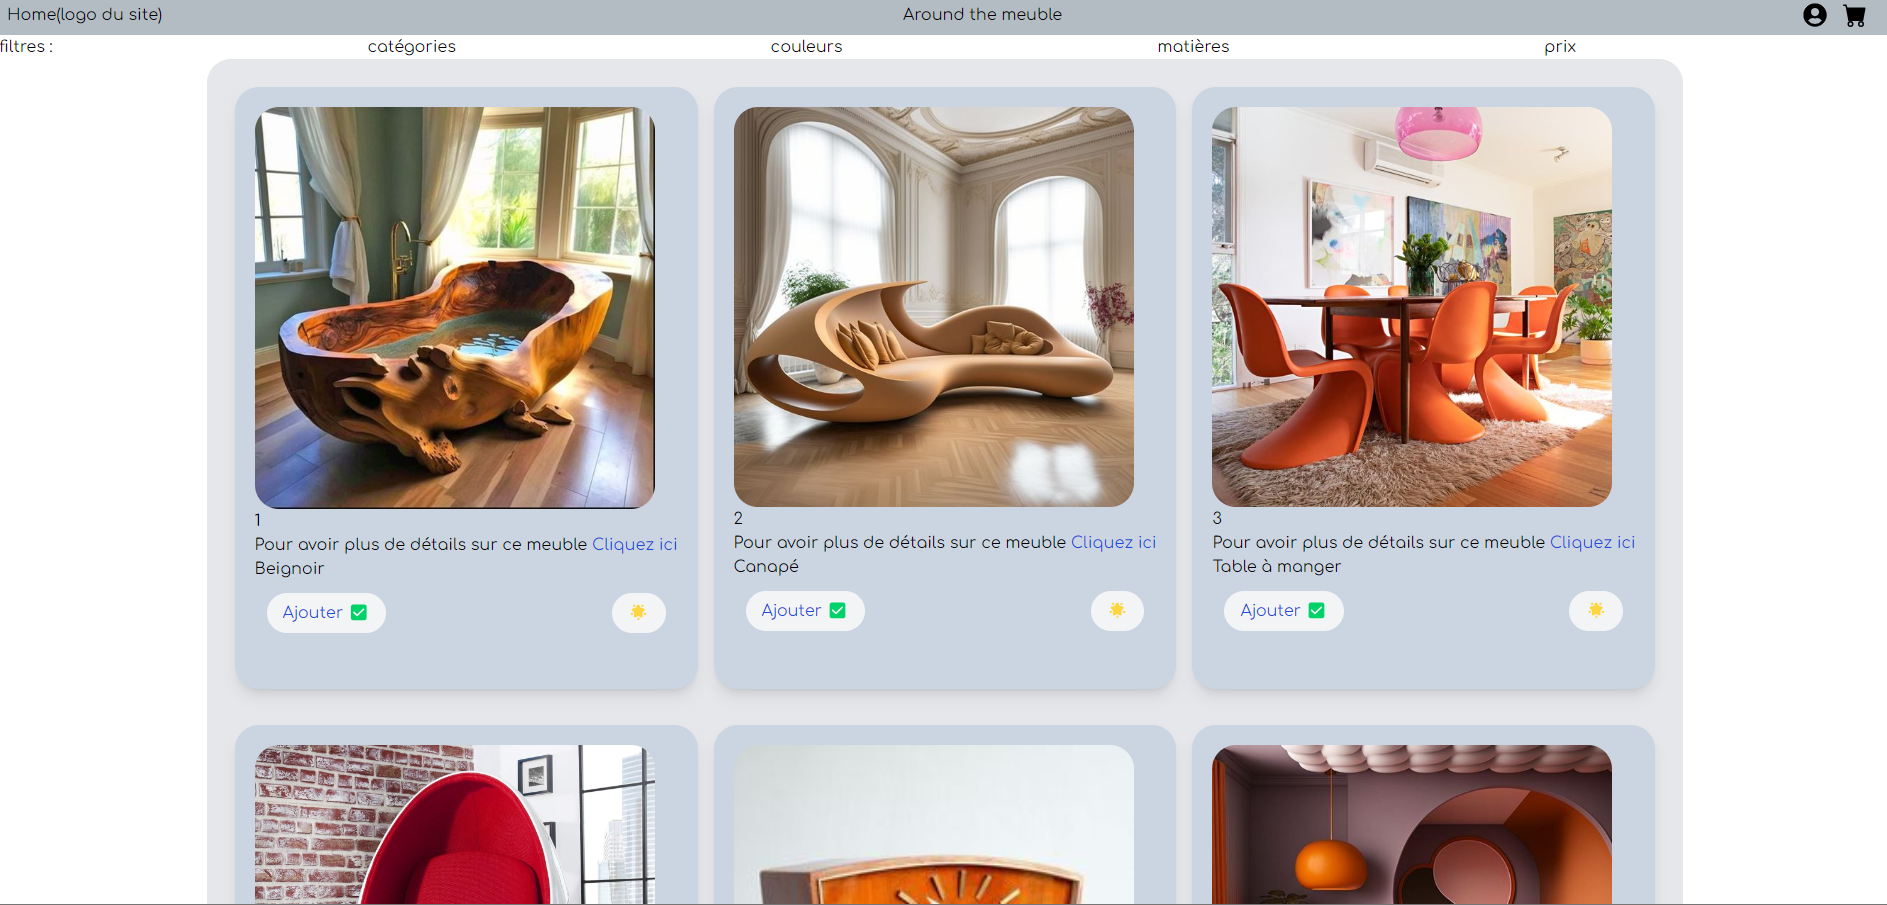 Home(logo du site) Around the meuble
filtres : catégories couleurs matières prix
1
Pour avoir plus de détails sur ce meuble Cliquez ici
Beignoir
Ajouter
2
Pour avoir plus de détails sur ce meuble Cliquez ici
Canapé
Ajouter
3
Pour avoir plus de détails sur ce meuble Cliquez ici
Table à manger
Ajouter